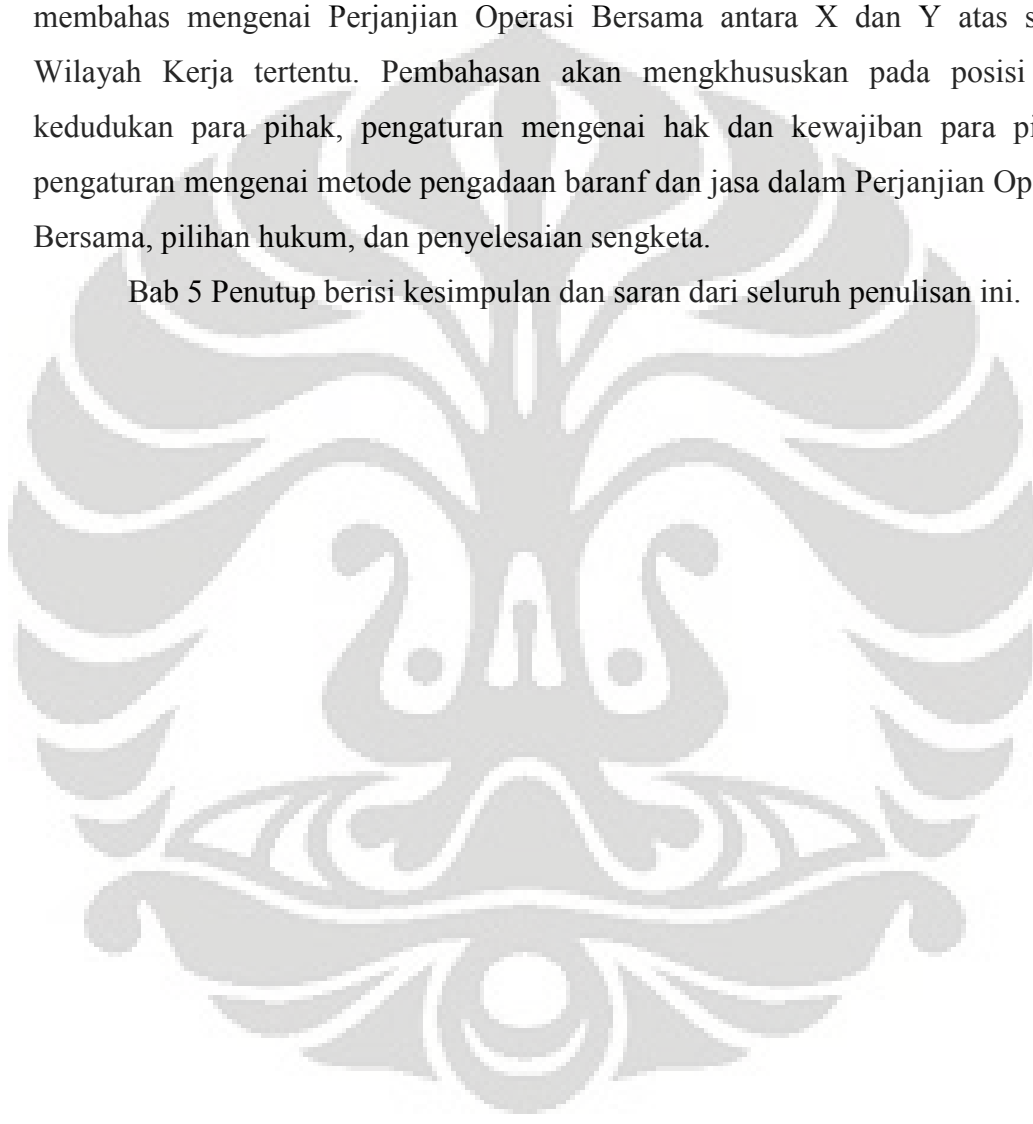 membahas mengenai Perjanjian Operasi Bersama antara X dan Y atas
Wilayah Kerja tertentu. Pembahasan akan mengkhususkan pada posisi
kedudukan para pihak, pengaturan mengenai hak dan kewajiban para
pengaturan mengenai metode pengadaan baranf dan jasa dalam Perjanjian
Bersama, pilihan hukum, dan penyelesaian sengketa.
Bab 5 Penutup berisi kesimpulan dan saran dari seluruh penulisan ini.